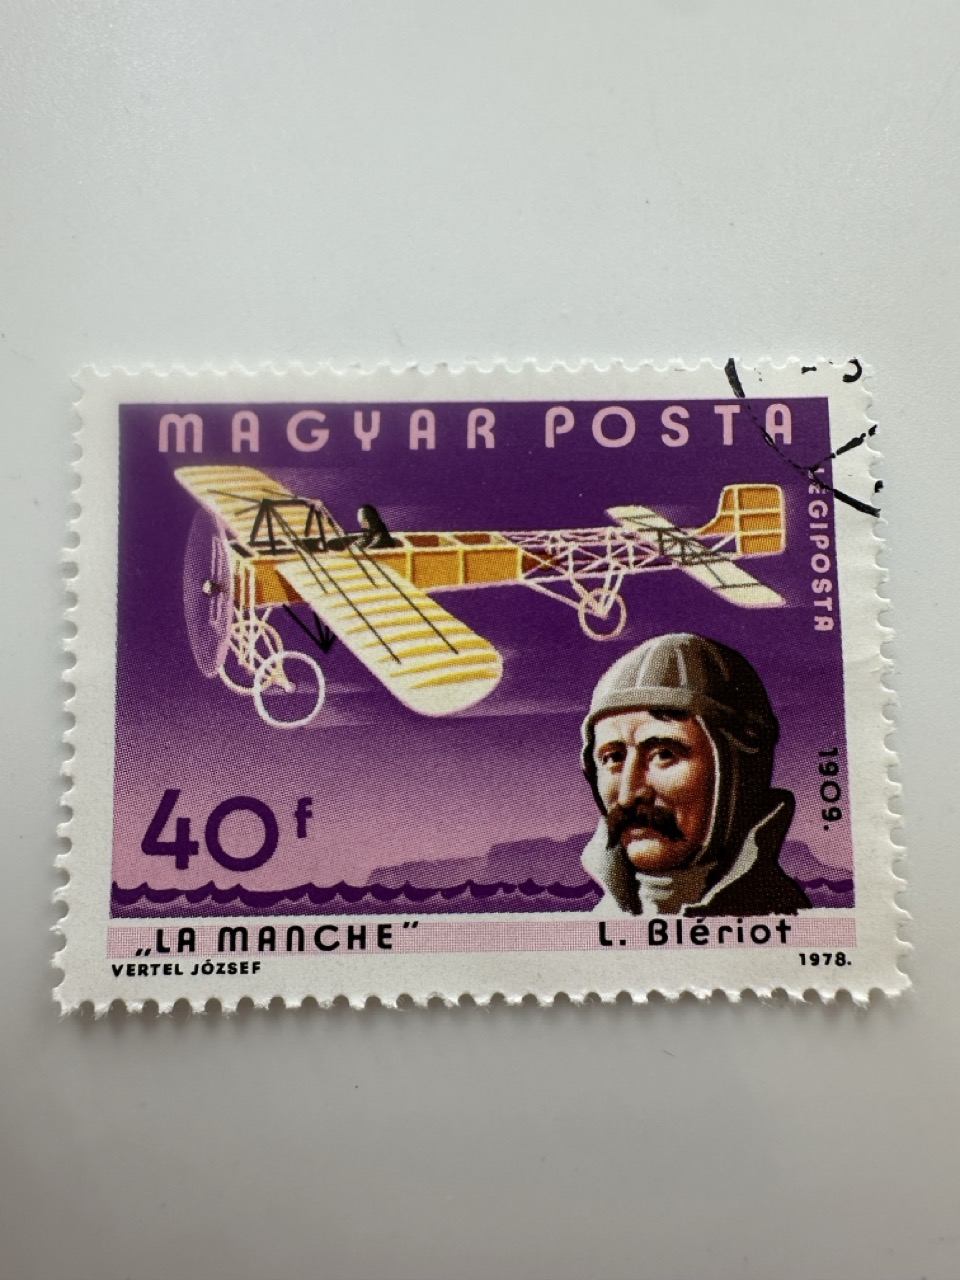 MAGYAR POSTA
LÉGIPOSTA
1909.
40f
„LA MANCHE”
L. Blériot
VERTEL JÓZSEF
1978.